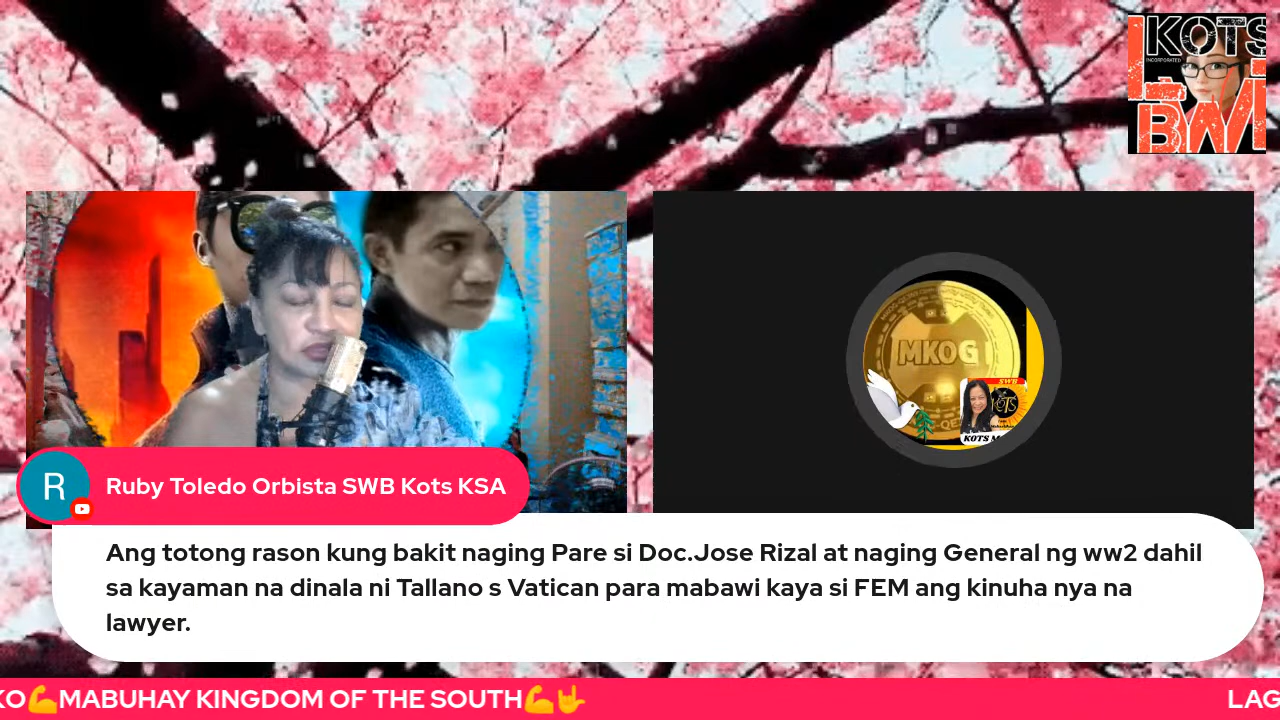 KOTS
INCORPORATED
BWI
MKOG
SWB
KOTS
KOTS M
R
Ruby Toledo Orbista SWB Kots KSA
Ang totong rason kung bakit naging Pare si Doc.Jose Rizal at naging General ng ww2 dahil
sa kayaman na dinala ni Tallano s Vatican para mabawi kaya si FEM ang kinuha nya na
lawyer.
KO💪MABUHAY KINGDOM OF THE SOUTH💪🤟
LAG